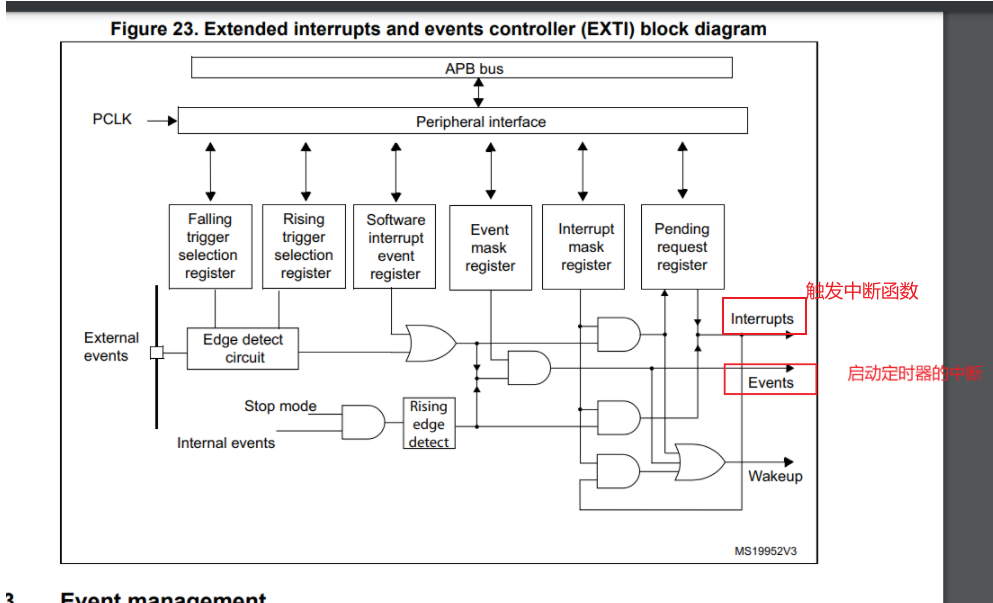 Figure 23. Extended interrupts and events controller (EXTI) block diagram
APB bus
PCLK
Peripheral interface
Falling
trigger
selection
register
Rising
trigger
selection
register
Software
interrupt
event
register
Event
mask
register
Interrupt
mask
register
Pending
request
register
触发中断函数
Interrupts
External
events
Edge detect
circuit
Events
启动定时器的中断
Stop mode
Internal events
Rising
edge
detect
Wakeup
MS19952V3
3 Event management